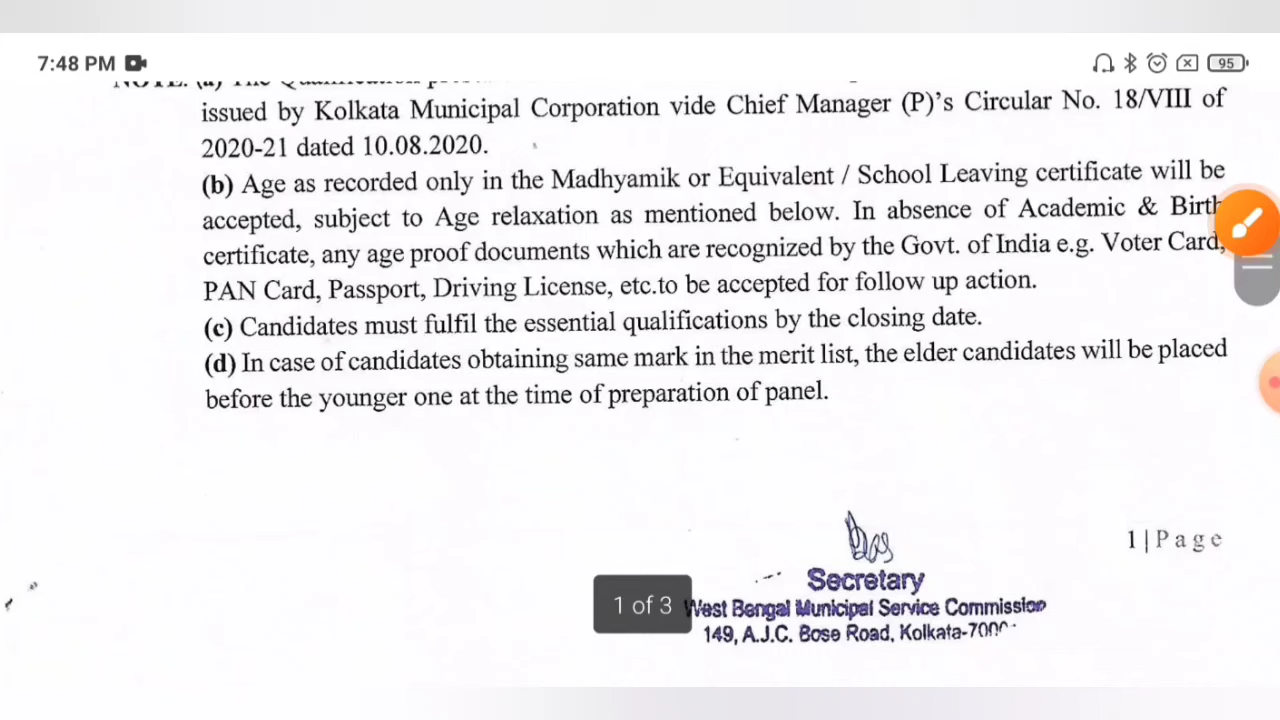 7:48 PM
95
issued by Kolkata Municipal Corporation vide Chief Manager (P)'s Circular No. 18/VIII of
2020-21 dated 10.08.2020.
(b) Age as recorded only in the Madhyamik or Equivalent / School Leaving certificate will be
accepted, subject to Age relaxation as mentioned below. In absence of Academic & Birth
certificate, any age proof documents which are recognized by the Govt. of India e.g. Voter Card,
PAN Card, Passport, Driving License, etc.to be accepted for follow up action.
(c) Candidates must fulfil the essential qualifications by the closing date.
(d) In case of candidates obtaining same mark in the merit list, the elder candidates will be placed
before the younger one at the time of preparation of panel.
1|Page
Secretary
1 of 3 West Bengal Municipal Service Commission
149, A.J.C. Bose Road,